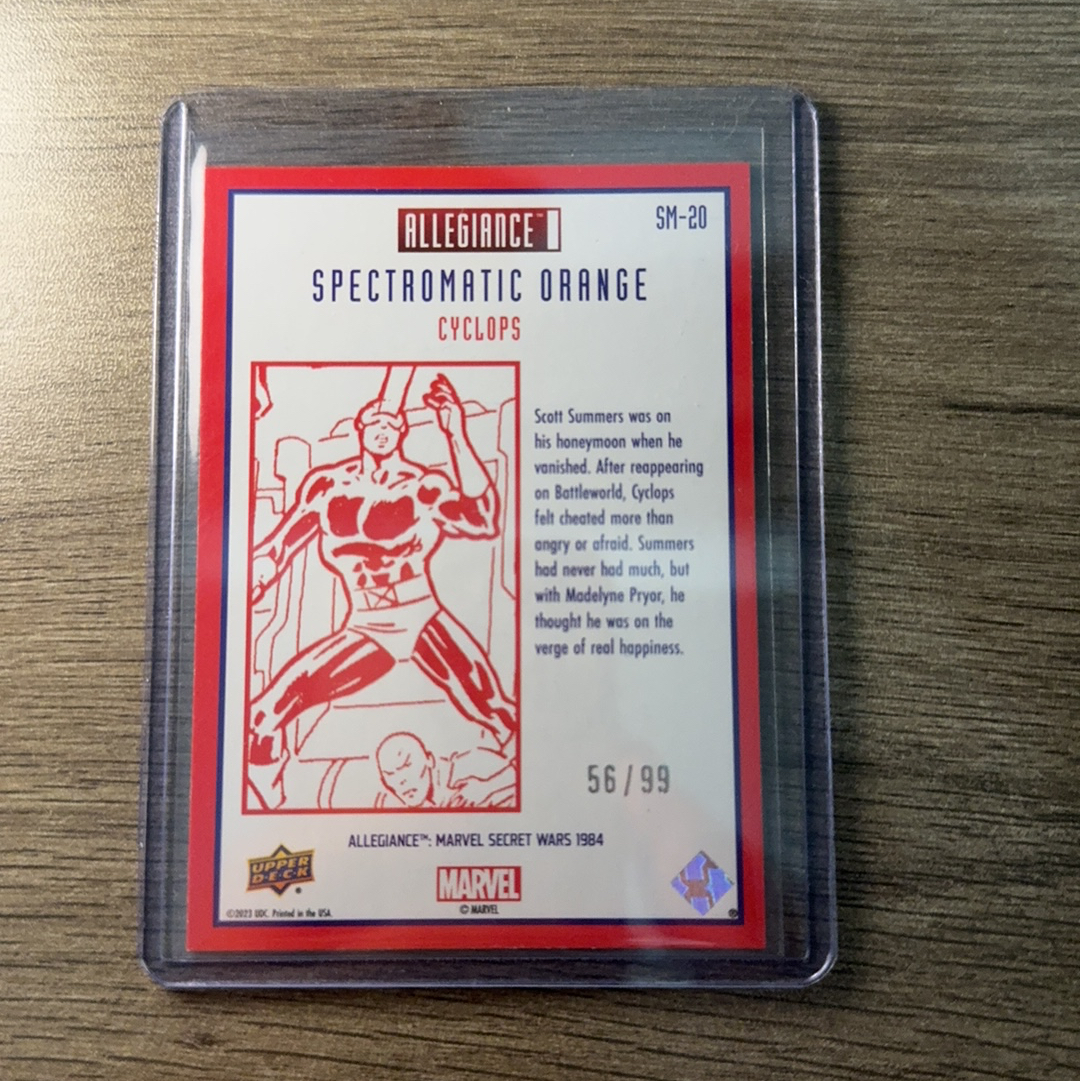 ALLEGIANCE™
SM-20
SPECTROMATIC ORANGE
CYCLOPS
Scott Summers was on
his honeymoon when he
vanished. After reappearing
on Battleworld, Cyclops
felt cheated more than
angry or afraid. Summers
had never had much, but
with Madelyne Pryor, he
thought he was on the
verge of real happiness.
56/99
ALLEGIANCE™: MARVEL SECRET WARS 1984
UPPER
D·E·C·K
®
MARVEL
©2023 UDC. Printed in the USA.
© MARVEL
®